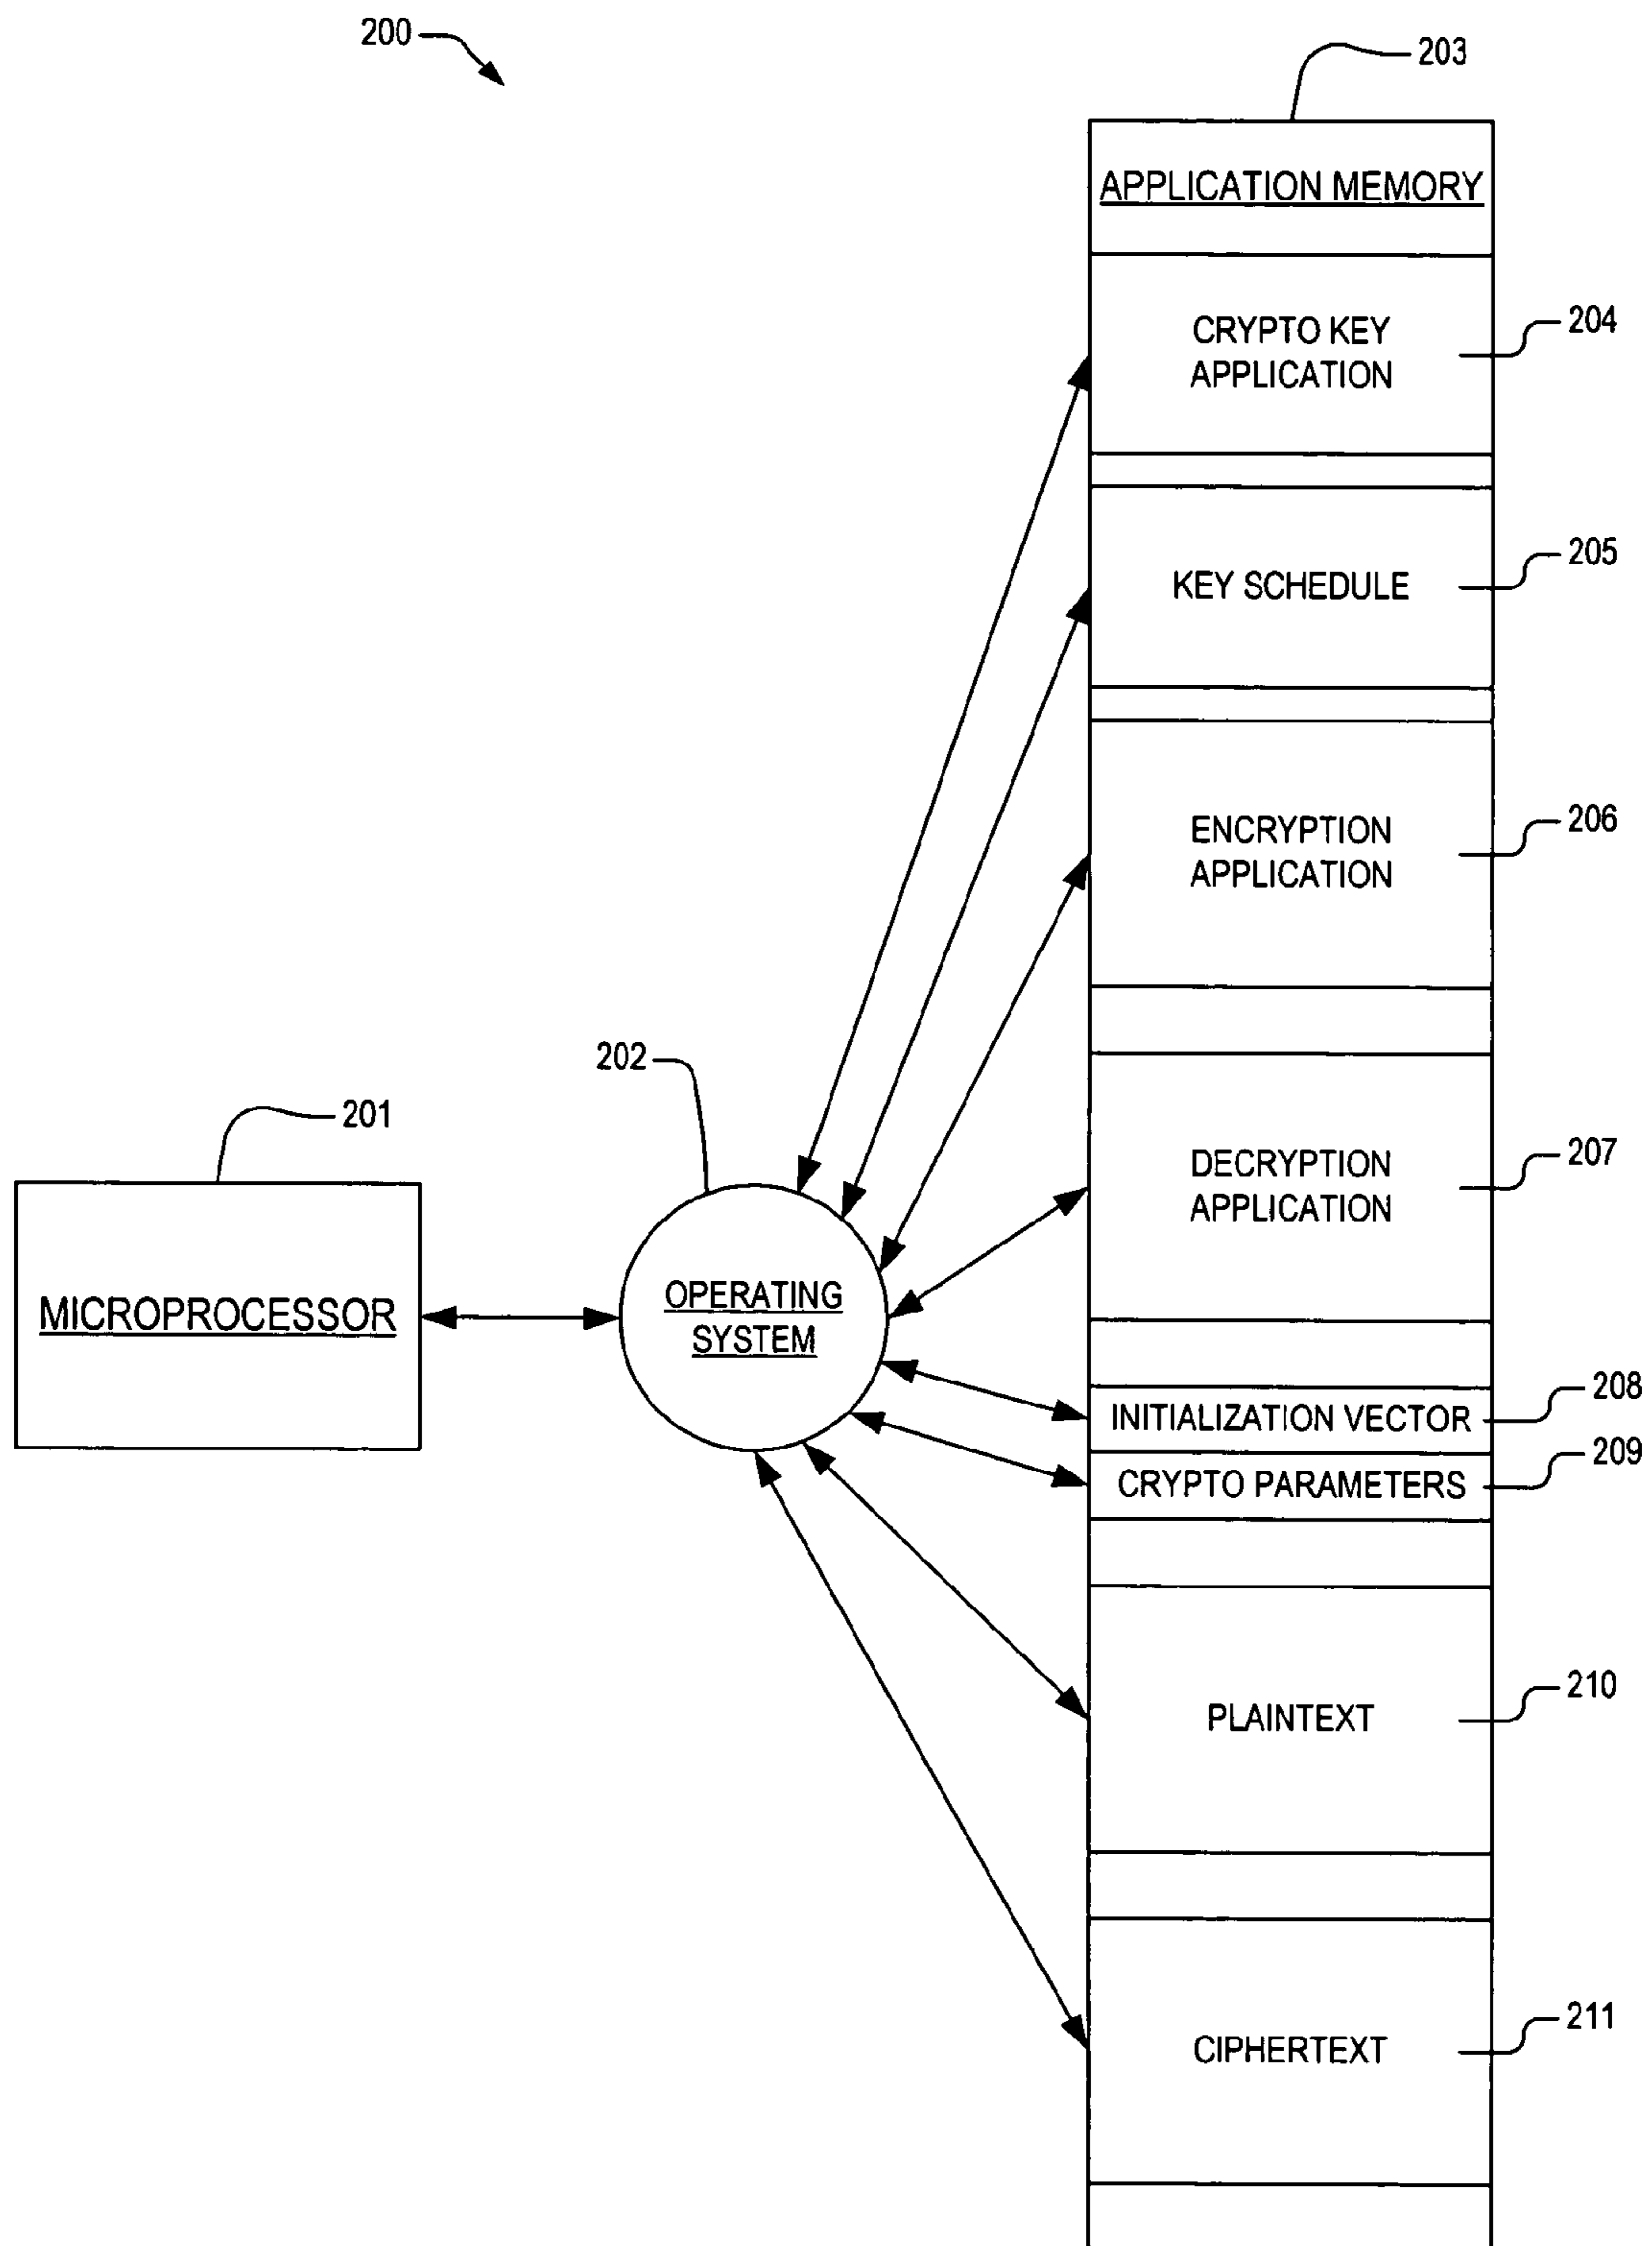 200
203
APPLICATION MEMORY
CRYPTO KEY
APPLICATION
204
KEY SCHEDULE
205
ENCRYPTION
APPLICATION
206
202
201
DECRYPTION
APPLICATION
207
MICROPROCESSOR
OPERATING
SYSTEM
INITIALIZATION VECTOR
208
CRYPTO PARAMETERS
209
PLAINTEXT
210
CIPHERTEXT
211